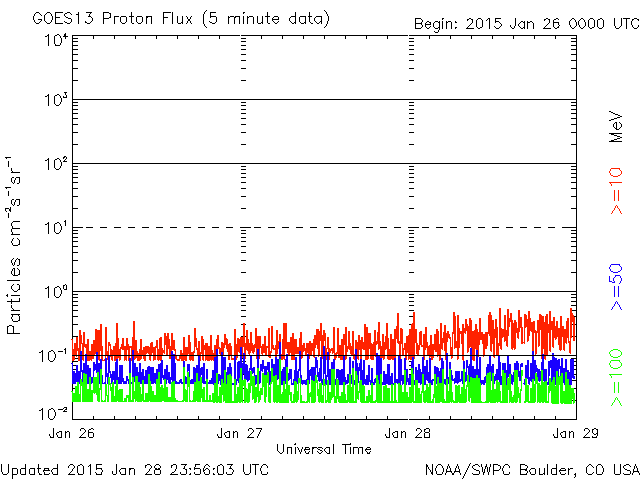 GOES13 Proton Flux (5 minute data)
Begin: 2015 Jan 26 0000 UTC
Particles cm⁻²s⁻¹sr⁻¹
10⁴
10³
10²
10¹
10⁰
10⁻¹
10⁻²
MeV
>=10
>=50
>=100
Jan 26 Jan 27 Jan 28 Jan 29
Universal Time
Updated 2015 Jan 28 23:56:03 UTC
NOAA/SWPC Boulder, CO USA